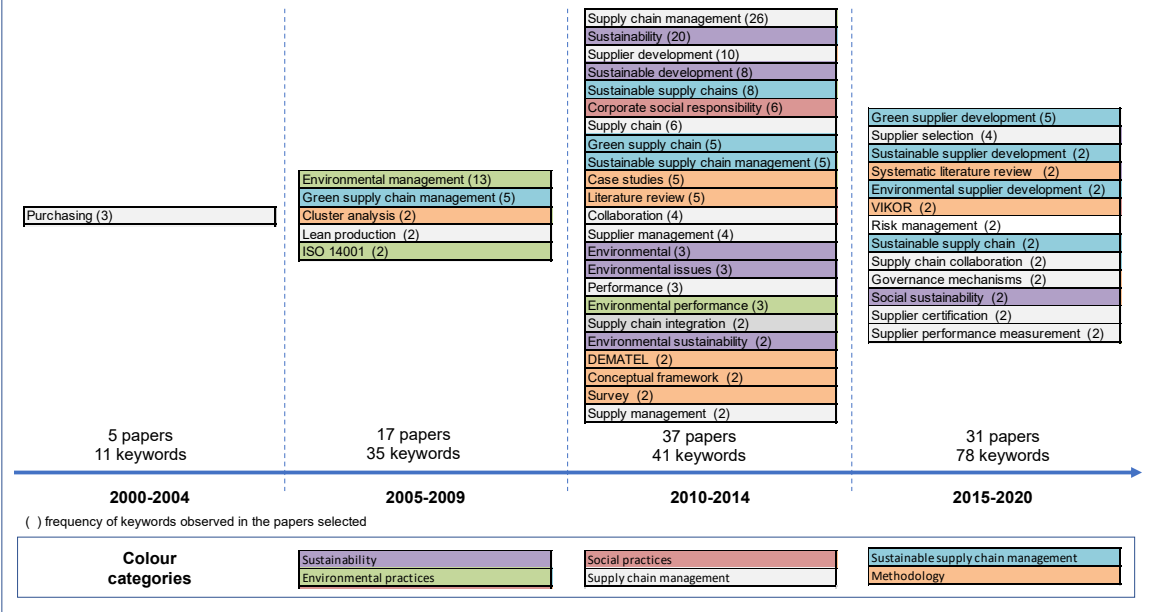 Purchasing (3)
5 papers
11 keywords
2000-2004
Environmental management (13)
Green supply chain management (5)
Cluster analysis (2)
Lean production  (2)
ISO 14001  (2)
17 papers
35 keywords
2005-2009
Supply chain management (26)
Sustainability (20)
Supplier development (10)
Sustainable development (8)
Sustainable supply chains (8)
Corporate social responsibility (6)
Supply chain (6)
Green supply chain (5)
Sustainable supply chain management (5)
Case studies (5)
Literature review (5)
Collaboration (4)
Supplier management (4)
Environmental (3)
Environmental issues (3)
Performance (3)
Environmental performance (3)
Supply chain integration  (2)
Environmental sustainability  (2)
DEMATEL  (2)
Conceptual framework  (2)
Survey  (2)
Supply management  (2)
37 papers
41 keywords
2010-2014
Green supplier development (5)
Supplier selection (4)
Sustainable supplier development  (2)
Systematic literature review  (2)
Environmental supplier development  (2)
VIKOR  (2)
Risk management  (2)
Sustainable supply chain  (2)
Supply chain collaboration  (2)
Governance mechanisms  (2)
Social sustainability  (2)
Supplier certification  (2)
Supplier performance measurement  (2)
31 papers
78 keywords
2015-2020
(  ) frequency of keywords observed in the papers selected
Colour
categories
Sustainability
Environmental practices
Social practices
Supply chain management
Sustainable supply chain management
Methodology